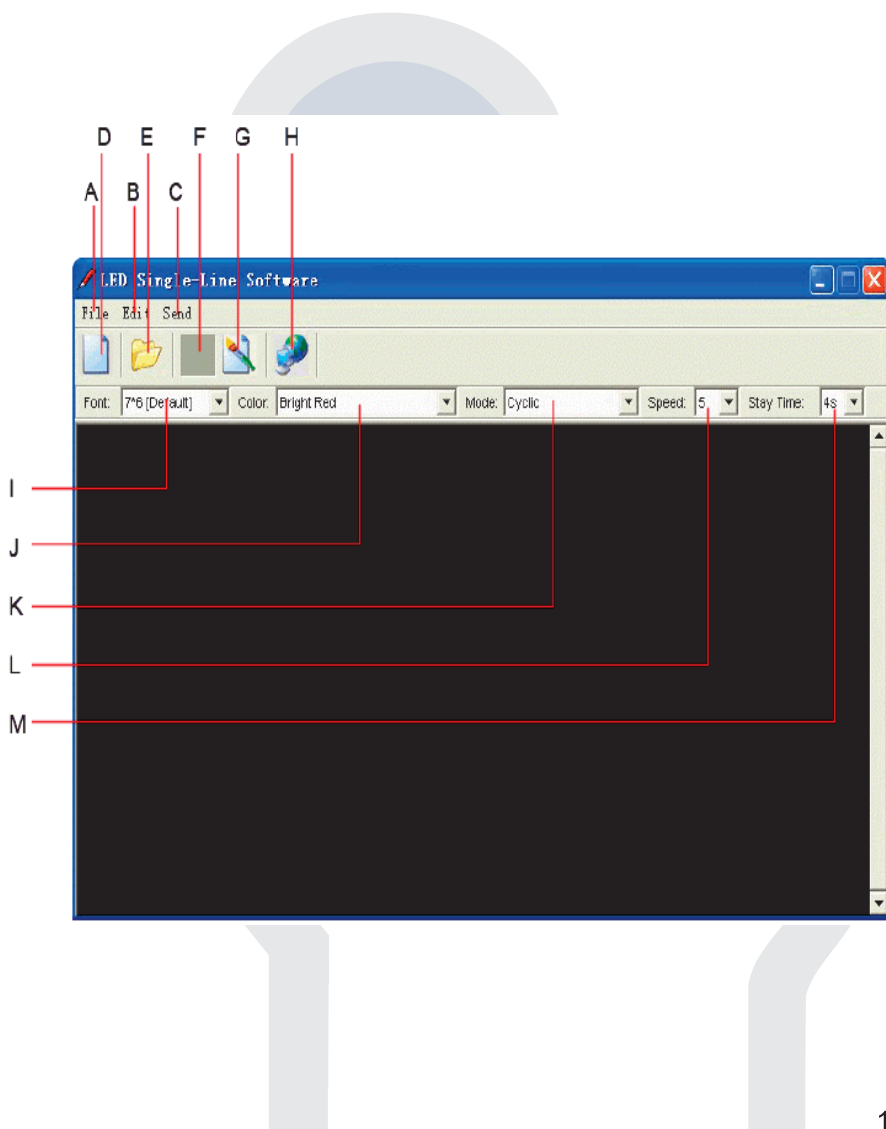 D E F G H
A B C
LED Single-Line Software
File Edit Send
Font: 7*6 [Default] Color: Bright Red Mode: Cyclic Speed: 5 Stay Time: 4s
I
J
K
L
M
1